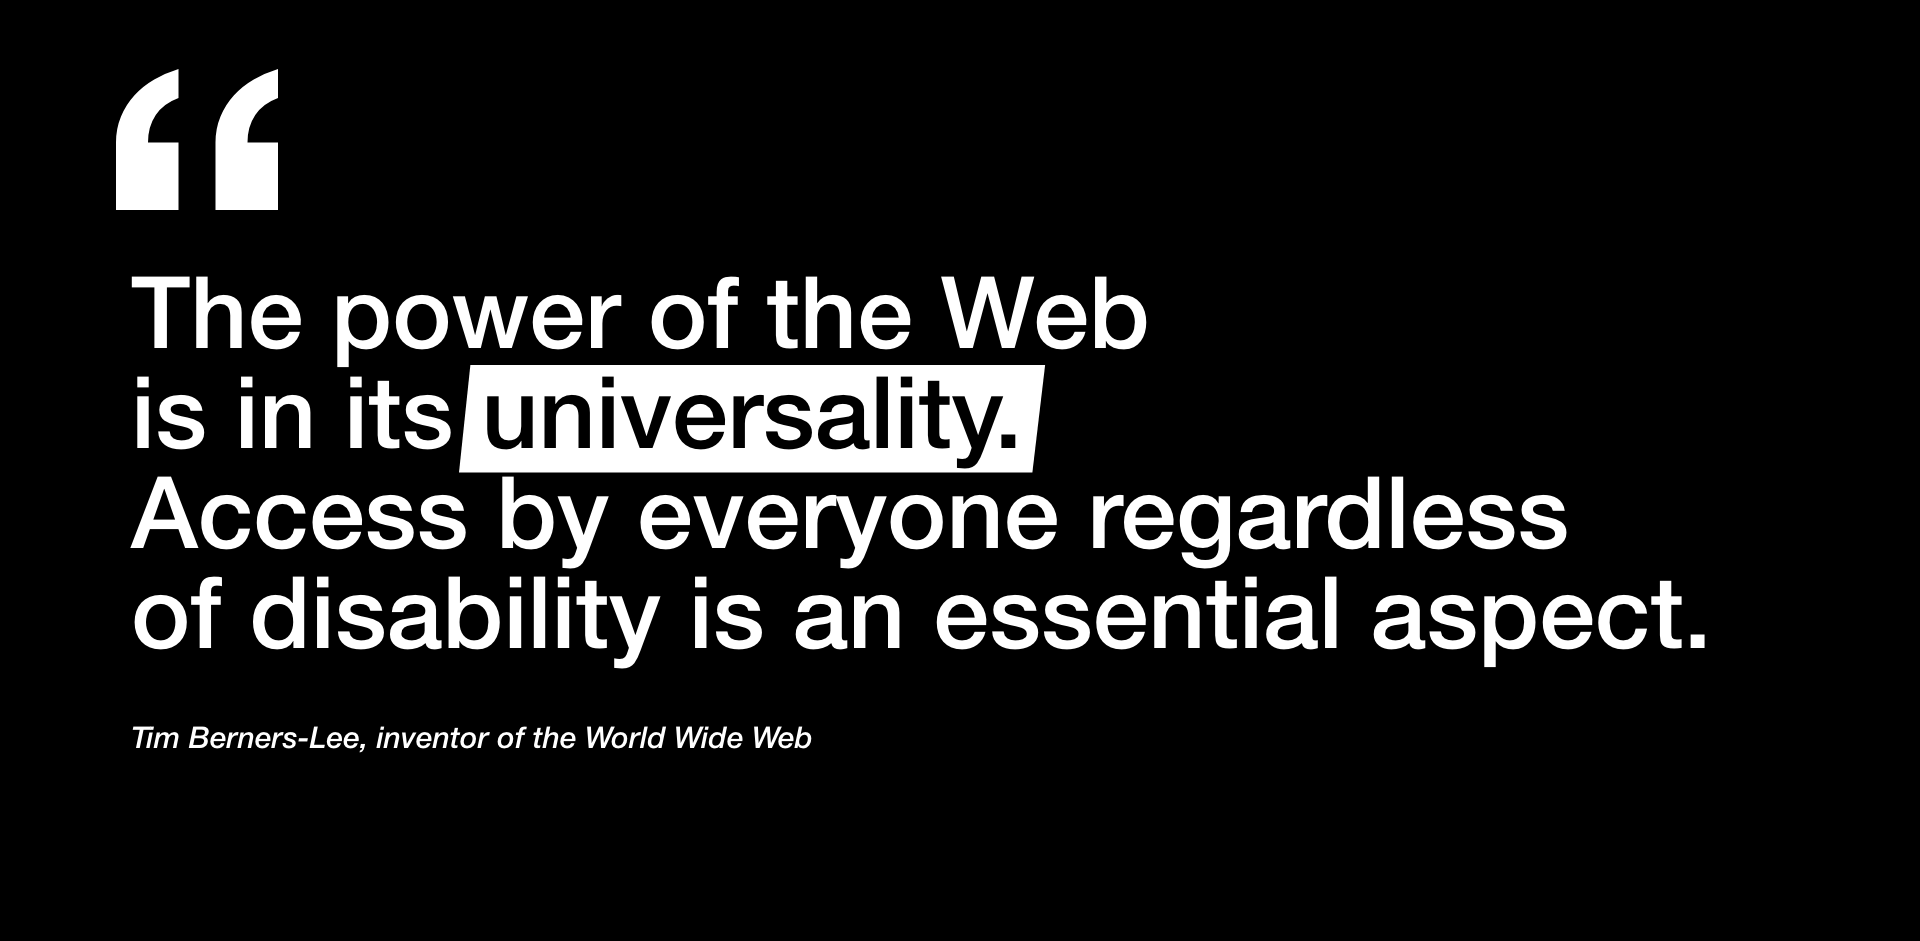 “
The power of the Web
is in its universality.
Access by everyone regardless
of disability is an essential aspect.
Tim Berners-Lee, inventor of the World Wide Web